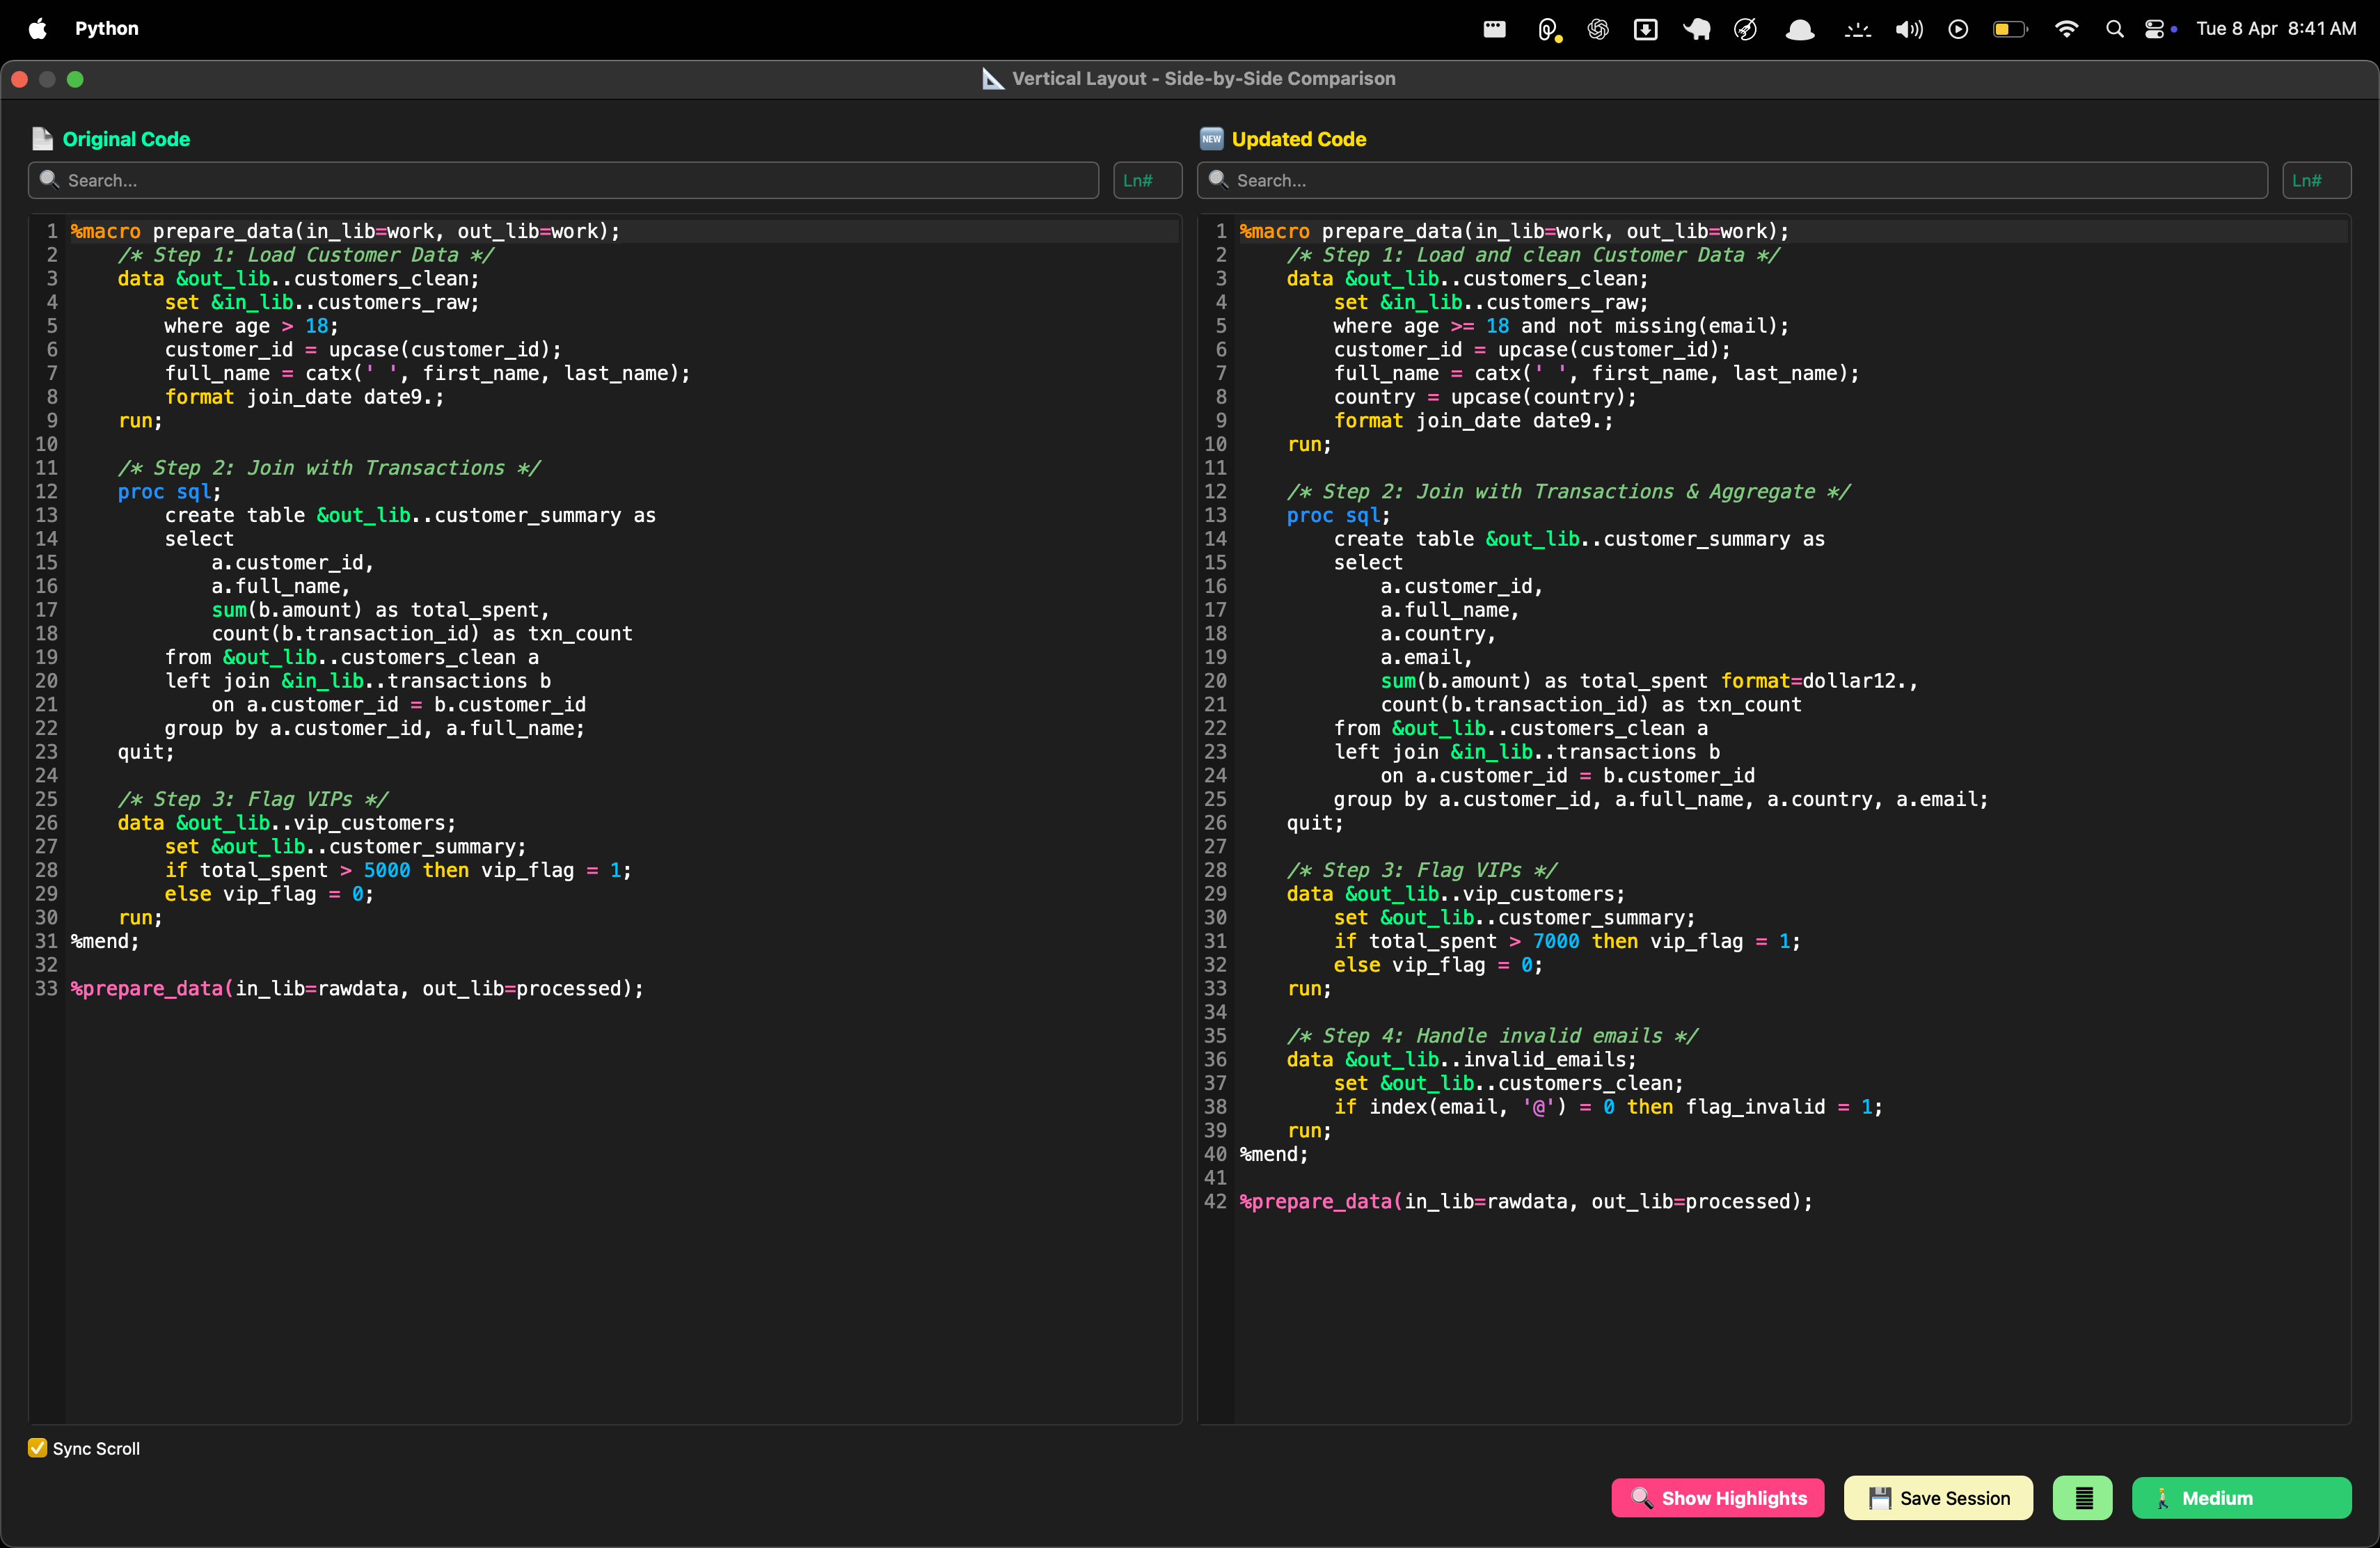 Python
Tue 8 Apr 8:41 AM
Vertical Layout - Side-by-Side Comparison
Original Code
Search...
Ln#
1 %macro prepare_data(in_lib=work, out_lib=work);
2     /* Step 1: Load Customer Data */
3     data &out_lib..customers_clean;
4         set &in_lib..customers_raw;
5         where age > 18;
6         customer_id = upcase(customer_id);
7         full_name = catx(' ', first_name, last_name);
8         format join_date date9.;
9     run;
10
11     /* Step 2: Join with Transactions */
12     proc sql;
13         create table &out_lib..customer_summary as
14         select
15             a.customer_id,
16             a.full_name,
17             sum(b.amount) as total_spent,
18             count(b.transaction_id) as txn_count
19         from &out_lib..customers_clean a
20         left join &in_lib..transactions b
21             on a.customer_id = b.customer_id
22         group by a.customer_id, a.full_name;
23     quit;
24
25     /* Step 3: Flag VIPs */
26     data &out_lib..vip_customers;
27         set &out_lib..customer_summary;
28         if total_spent > 5000 then vip_flag = 1;
29         else vip_flag = 0;
30     run;
31 %mend;
32
33 %prepare_data(in_lib=rawdata, out_lib=processed);
NEW Updated Code
Search...
Ln#
1 %macro prepare_data(in_lib=work, out_lib=work);
2     /* Step 1: Load and clean Customer Data */
3     data &out_lib..customers_clean;
4         set &in_lib..customers_raw;
5         where age >= 18 and not missing(email);
6         customer_id = upcase(customer_id);
7         full_name = catx(' ', first_name, last_name);
8         country = upcase(country);
9         format join_date date9.;
10     run;
11
12     /* Step 2: Join with Transactions & Aggregate */
13     proc sql;
14         create table &out_lib..customer_summary as
15         select
16             a.customer_id,
17             a.full_name,
18             a.country,
19             a.email,
20             sum(b.amount) as total_spent format=dollar12.,
21             count(b.transaction_id) as txn_count
22         from &out_lib..customers_clean a
23         left join &in_lib..transactions b
24             on a.customer_id = b.customer_id
25         group by a.customer_id, a.full_name, a.country, a.email;
26     quit;
27
28     /* Step 3: Flag VIPs */
29     data &out_lib..vip_customers;
30         set &out_lib..customer_summary;
31         if total_spent > 7000 then vip_flag = 1;
32         else vip_flag = 0;
33     run;
34
35     /* Step 4: Handle invalid emails */
36     data &out_lib..invalid_emails;
37         set &out_lib..customers_clean;
38         if index(email, '@') = 0 then flag_invalid = 1;
39     run;
40 %mend;
41
42 %prepare_data(in_lib=rawdata, out_lib=processed);
Sync Scroll
Show Highlights
Save Session
Medium